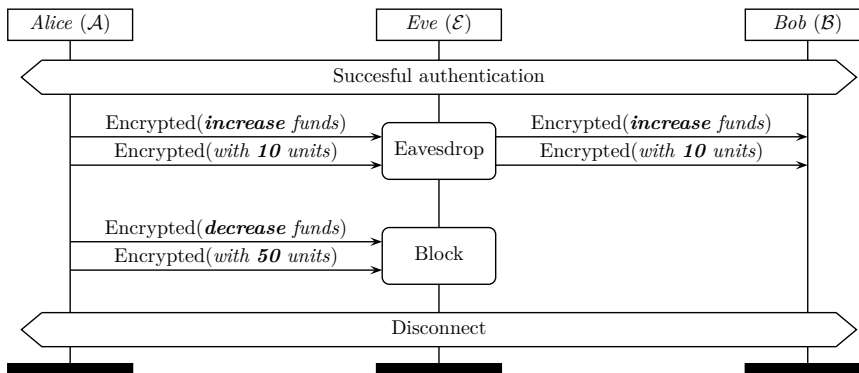 Alice (𝒜) Eve (ℰ) Bob (ℬ)
Succesful authentication
Encrypted(increase funds) Encrypted(increase funds)
Encrypted(with 10 units) Eavesdrop Encrypted(with 10 units)
Encrypted(decrease funds)
Encrypted(with 50 units) Block
Disconnect